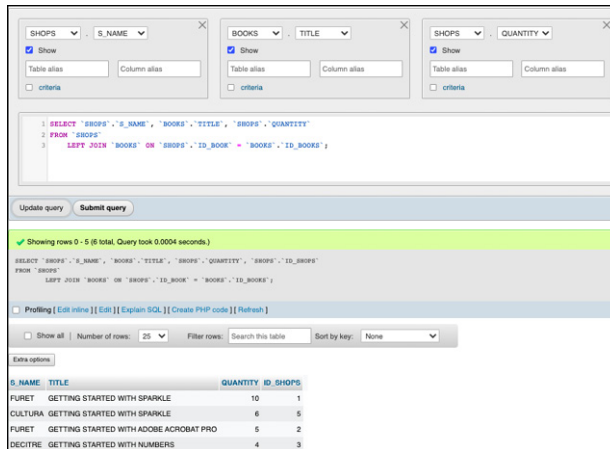 SHOPS . S_NAME
BOOKS . TITLE
SHOPS . QUANTITY
Show
Show
Show
Table alias Column alias
Table alias Column alias
Table alias Column alias
criteria
criteria
criteria
1 SELECT `SHOPS`.`S_NAME`, `BOOKS`.`TITLE`, `SHOPS`.`QUANTITY`
2 FROM `SHOPS`
3 LEFT JOIN `BOOKS` ON `SHOPS`.`ID_BOOK` = `BOOKS`.`ID_BOOKS`;
Update query Submit query
Showing rows 0 - 5 (6 total, Query took 0.0004 seconds.)
SELECT `SHOPS`.`S_NAME`, `BOOKS`.`TITLE`, `SHOPS`.`QUANTITY`, `SHOPS`.`ID_SHOPS`
FROM `SHOPS`
LEFT JOIN `BOOKS` ON `SHOPS`.`ID_BOOK` = `BOOKS`.`ID_BOOKS`;
Profiling [ Edit inline ] [ Edit ] [ Explain SQL ] [ Create PHP code ] [ Refresh ]
Show all | Number of rows: 25 Filter rows: Search this table Sort by key: None
Extra options
S_NAME TITLE QUANTITY ID_SHOPS
FURET GETTING STARTED WITH SPARKLE 10 1
CULTURA GETTING STARTED WITH SPARKLE 6 5
FURET GETTING STARTED WITH ADOBE ACROBAT PRO 5 2
DECITRE GETTING STARTED WITH NUMBERS 4 3